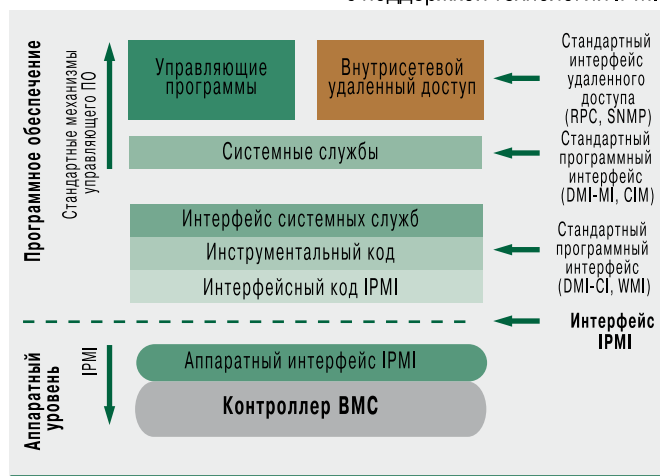 Управляющие
программы
Внутрисетевой
удаленный доступ
Стандартный
интерфейс
удаленного
доступа
(RPC, SNMP)
Программное обеспечение
Стандартные механизмы
управляющего ПО
Системные службы
Стандартный
программный
интерфейс
(DMI-MI, CIM)
Интерфейс системных служб
Инструментальный код
Интерфейсный код IPMI
Стандартный
программный
интерфейс
(DMI-CI, WMI)
Интерфейс
IPMI
Аппаратный
уровень
IPMI
Аппаратный интерфейс IPMI
Контроллер BMC